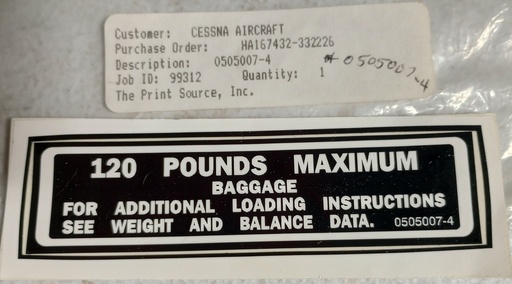 Customer: CESSNA AIRCRAFT
Purchase Order: HA167432-332226
Description: 0505007-4
Job ID: 99312 Quantity: 1
The Print Source, Inc.
# 0505007-4
120 POUNDS MAXIMUM
BAGGAGE
FOR ADDITIONAL LOADING INSTRUCTIONS
SEE WEIGHT AND BALANCE DATA. 0505007-4